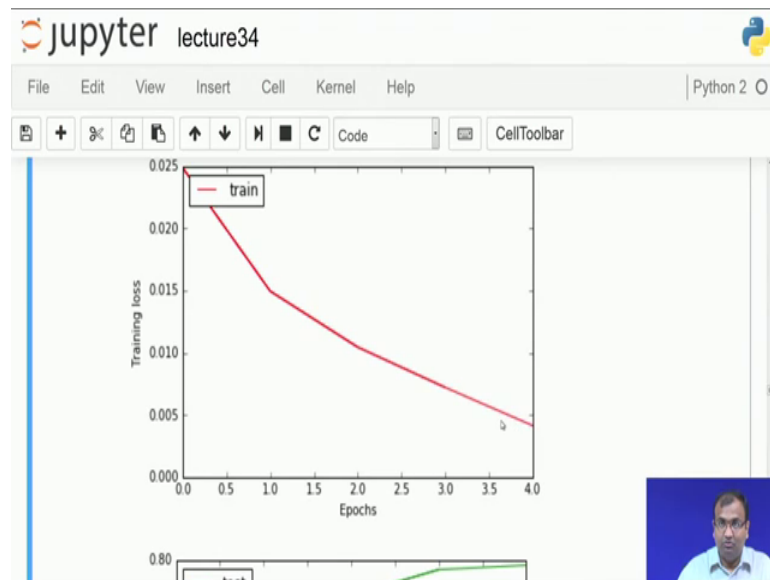 jupyter lecture34
File Edit View Insert Cell Kernel Help Python 2
Code CellToolbar
0.025
train
0.020
0.015
0.010
0.005
0.000
Training loss
0.0 0.5 1.0 1.5 2.0 2.5 3.0 3.5 4.0
Epochs
0.80
test